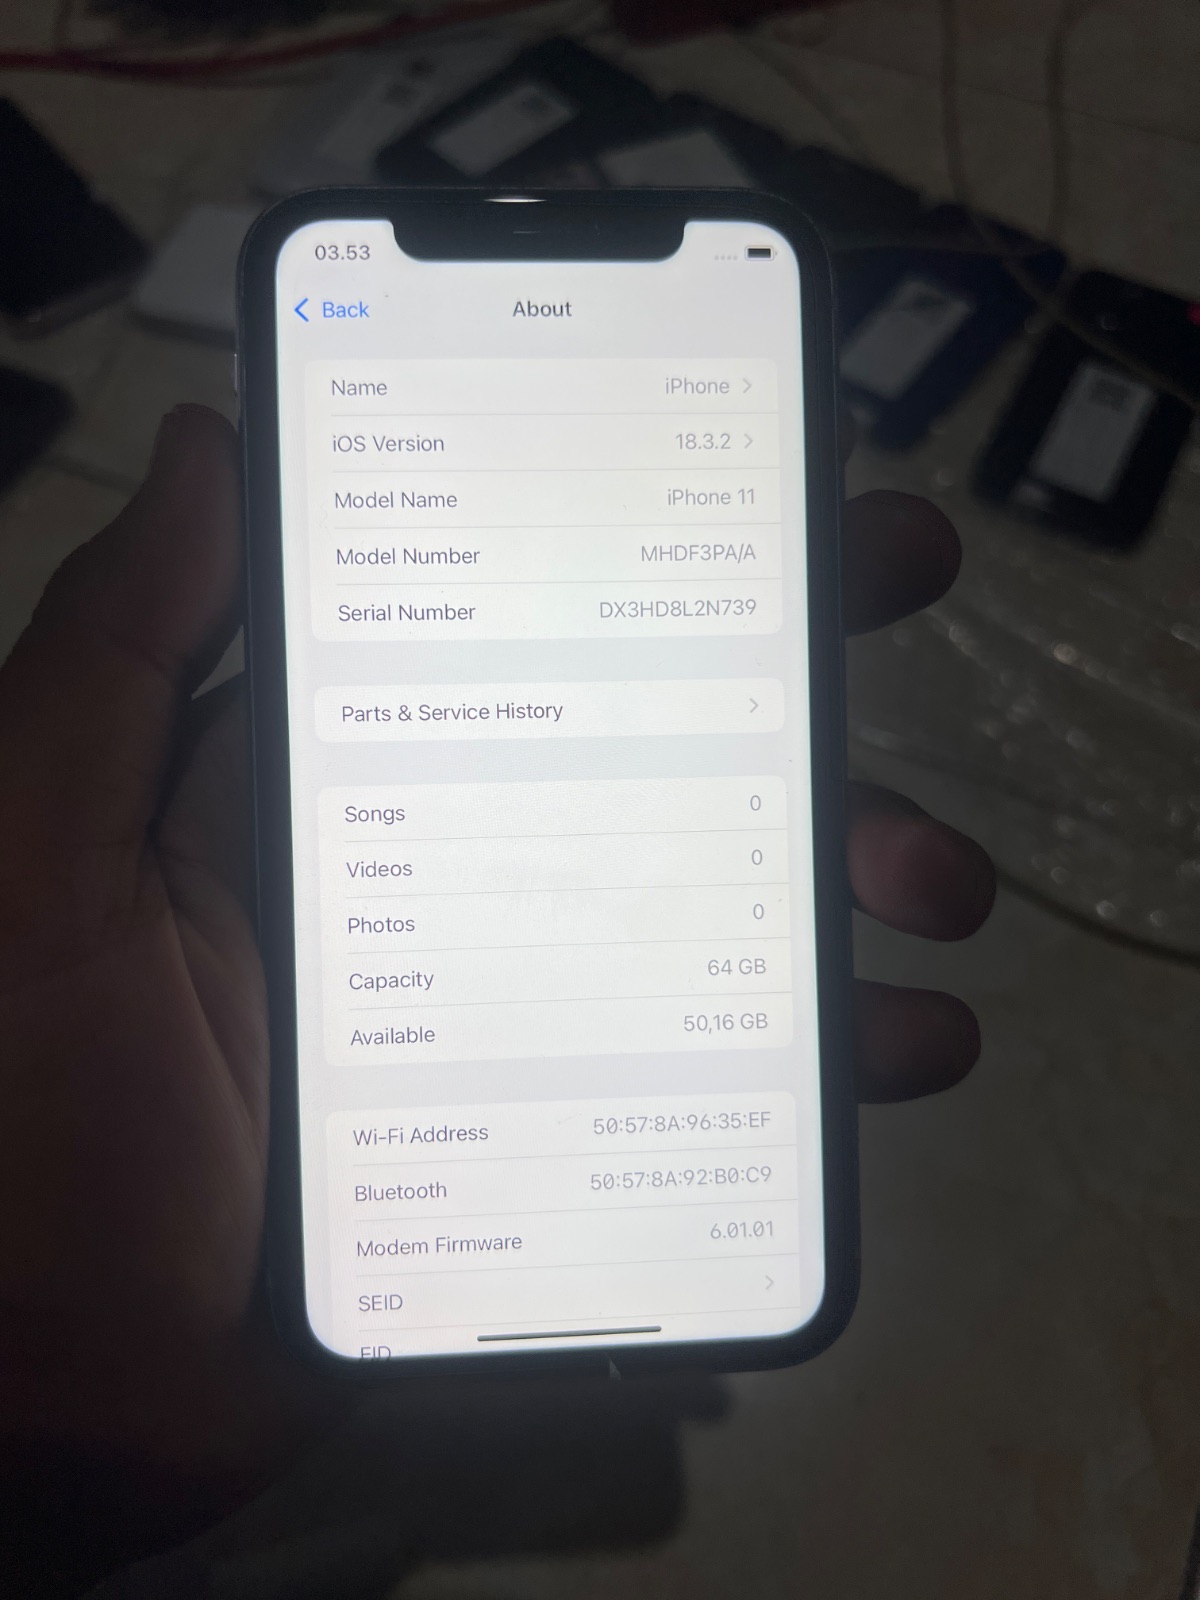 03.53
Back
About
Name iPhone
iOS Version 18.3.2
Model Name iPhone 11
Model Number MHDF3PA/A
Serial Number DX3HD8L2N739
Parts & Service History
Songs 0
Videos 0
Photos 0
Capacity 64 GB
Available 50,16 GB
Wi-Fi Address 50:57:8A:96:35:EF
Bluetooth 50:57:8A:92:B0:C9
Modem Firmware 6.01.01
SEID
EID